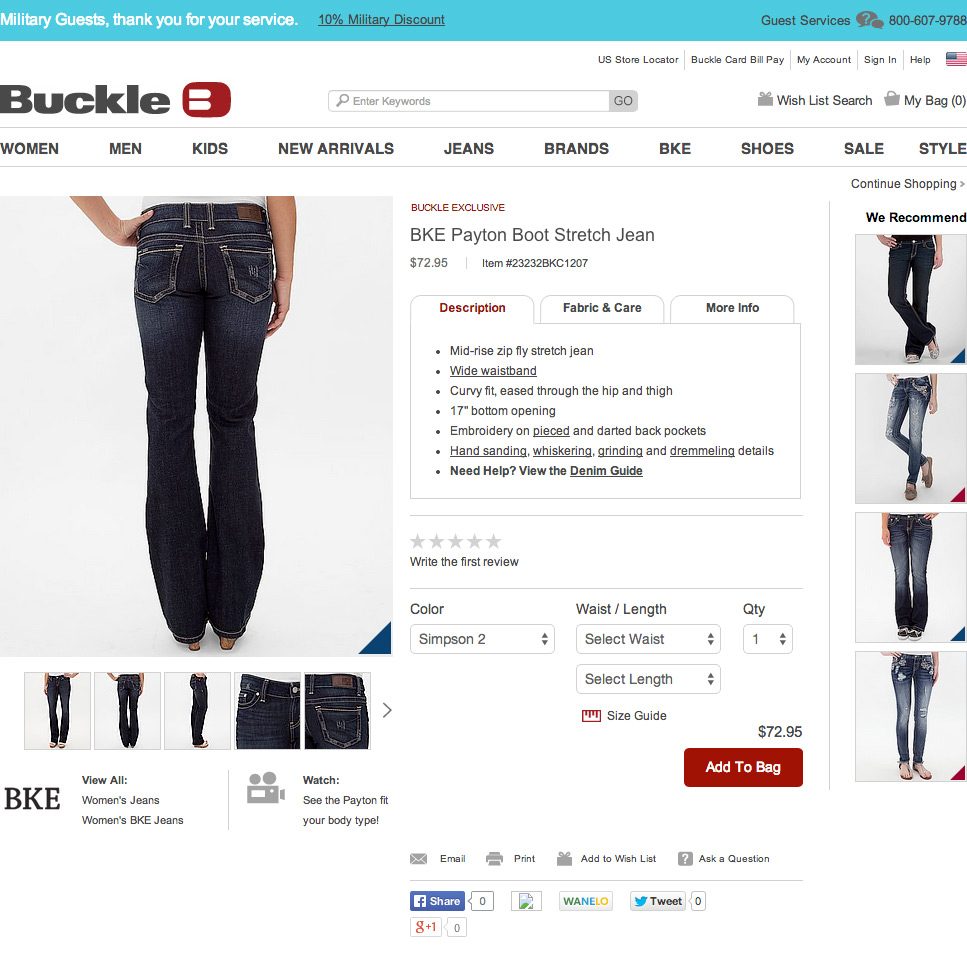 Military Guests, thank you for your service. 10% Military Discount Guest Services 800-607-9788
US Store Locator Buckle Card Bill Pay My Account Sign In Help
Buckle B Enter Keywords GO Wish List Search My Bag (0)
WOMEN MEN KIDS NEW ARRIVALS JEANS BRANDS BKE SHOES SALE STYLE
Continue Shopping »
BUCKLE EXCLUSIVE
BKE Payton Boot Stretch Jean
$72.95 Item #23232BKC1207
Description Fabric & Care More Info
• Mid-rise zip fly stretch jean
• Wide waistband
• Curvy fit, eased through the hip and thigh
• 17" bottom opening
• Embroidery on pieced and darted back pockets
• Hand sanding, whiskering, grinding and dremmeling details
• Need Help? View the Denim Guide
Write the first review
Color Waist / Length Qty
Simpson 2 Select Waist 1
Select Length
Size Guide
$72.95
Add To Bag
We Recommend
BKE
View All:
Women's Jeans
Women's BKE Jeans
Watch:
See the Payton fit
your body type!
Email Print Add to Wish List ? Ask a Question
f Share 0 WANELO Tweet 0
g+1 0